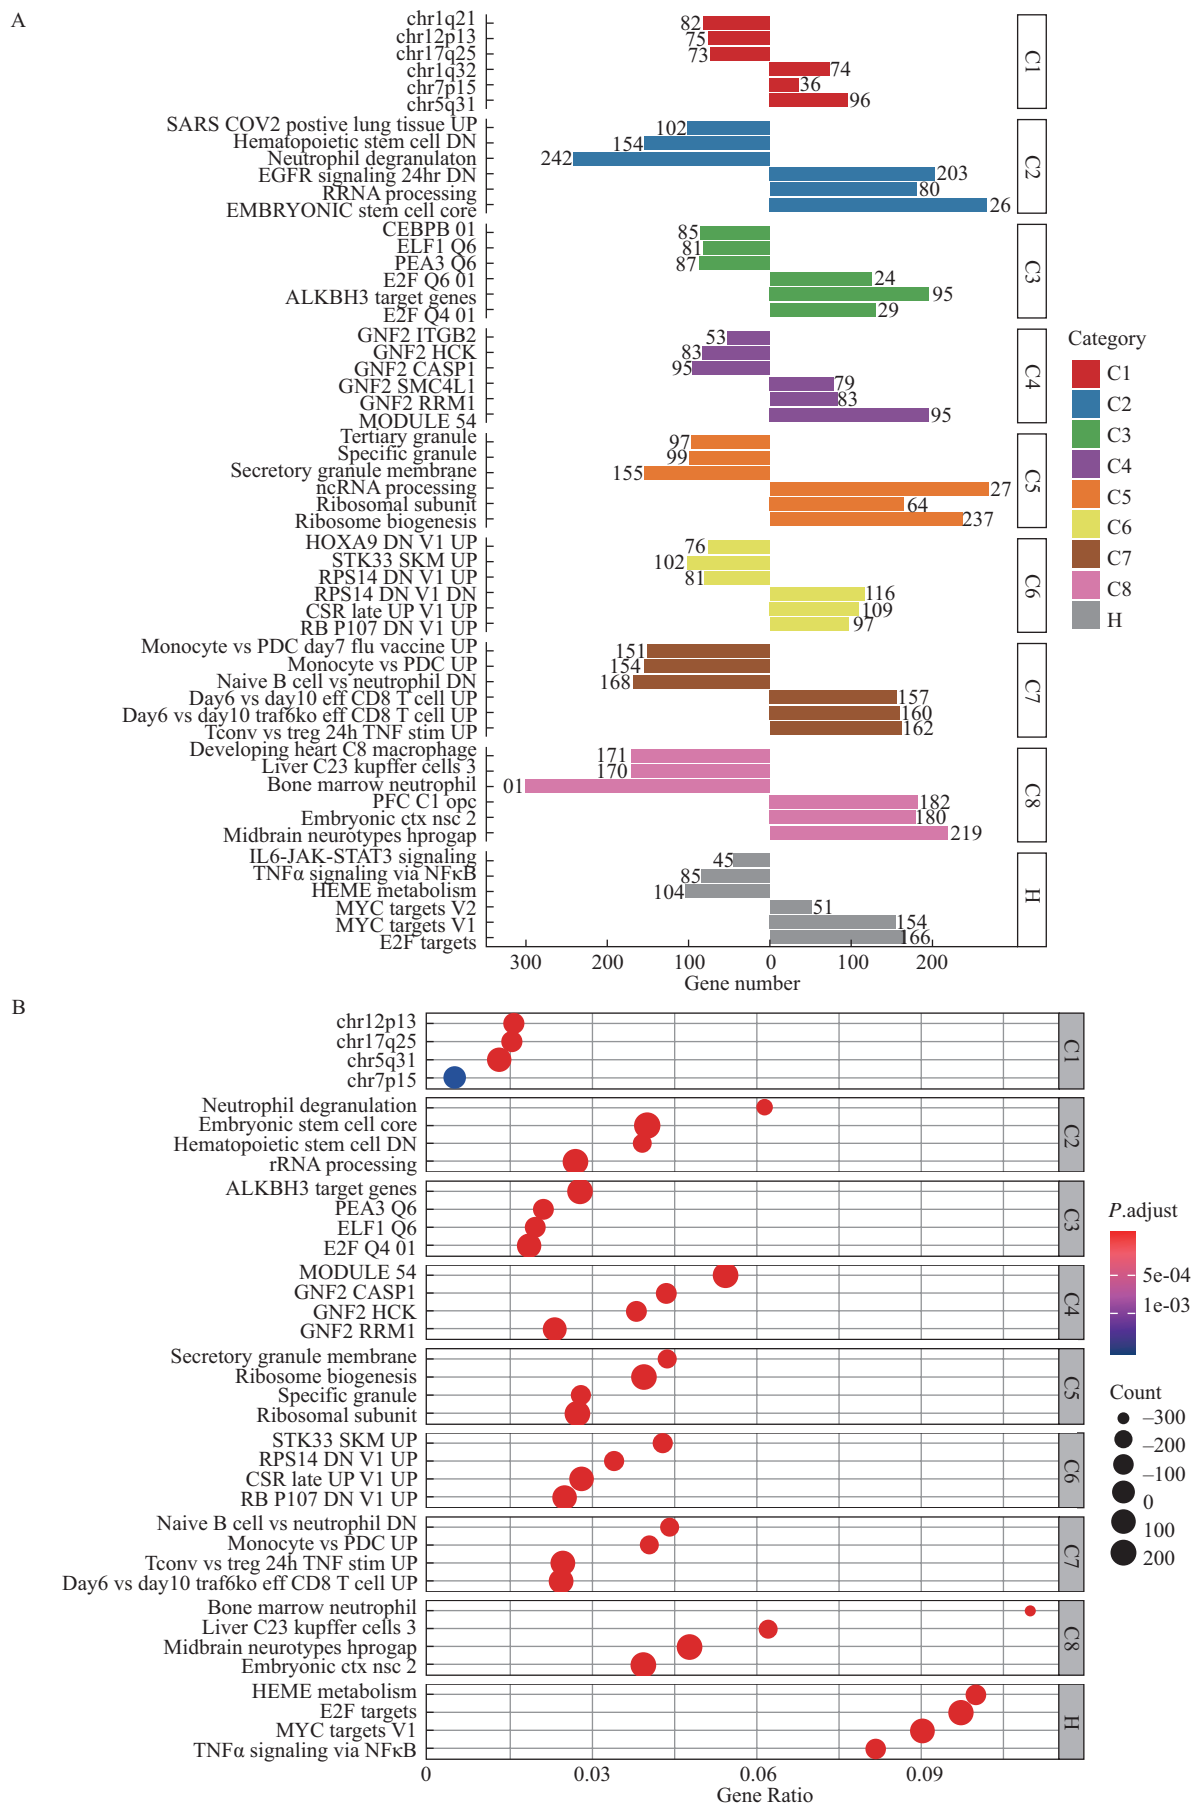 A
chr1q21 82
chr12p13 75
chr17q25 73
chr1q32 74
chr7p15 36
chr5q31 96
C1
SARS COV2 postive lung tissue UP 102
Hematopoietic stem cell DN 154
Neutrophil degranulaton 242
EGFR signaling 24hr DN 203
RRNA processing 80
EMBRYONIC stem cell core 26
C2
CEBPB 01 85
ELF1 Q6 81
PEA3 Q6 87
E2F Q6 01 24
ALKBH3 target genes 95
E2F Q4 01 29
C3
GNF2 ITGB2 53
GNF2 HCK 83
GNF2 CASP1 95
GNF2 SMC4L1 79
GNF2 RRM1 83
MODULE 54 95
C4
Tertiary granule 97
Specific granule 99
Secretory granule membrane 155
ncRNA processing 27
Ribosomal subunit 64
Ribosome biogenesis 237
C5
HOXA9 DN V1 UP 76
STK33 SKM UP 102
RPS14 DN V1 UP 81
RPS14 DN V1 DN 116
CSR late UP V1 UP 109
RB P107 DN V1 UP 97
C6
Monocyte vs PDC day7 flu vaccine UP 151
Monocyte vs PDC UP 154
Naive B cell vs neutrophil DN 168
Day6 vs day10 eff CD8 T cell UP 157
Day6 vs day10 traf6ko eff CD8 T cell UP 160
Tconv vs treg 24h TNF stim UP 162
C7
Developing heart C8 macrophage 171
Liver C23 kupffer cells 3 170
Bone marrow neutrophil 01
PFC C1 opc 182
Embryonic ctx nsc 2 180
Midbrain neurotypes hprogap 219
C8
IL6-JAK-STAT3 signaling 45
TNFα signaling via NFκB 85
HEME metabolism 104
MYC targets V2 51
MYC targets V1 154
E2F targets 166
H
300 200 100 0 100 200
Gene number
Category
C1
C2
C3
C4
C5
C6
C7
C8
H
B
chr12p13
chr17q25
chr5q31
chr7p15
C1
Neutrophil degranulation
Embryonic stem cell core
Hematopoietic stem cell DN
rRNA processing
C2
ALKBH3 target genes
PEA3 Q6
ELF1 Q6
E2F Q4 01
C3
MODULE 54
GNF2 CASP1
GNF2 HCK
GNF2 RRM1
C4
Secretory granule membrane
Ribosome biogenesis
Specific granule
Ribosomal subunit
C5
STK33 SKM UP
RPS14 DN V1 UP
CSR late UP V1 UP
RB P107 DN V1 UP
C6
Naive B cell vs neutrophil DN
Monocyte vs PDC UP
Tconv vs treg 24h TNF stim UP
Day6 vs day10 traf6ko eff CD8 T cell UP
C7
Bone marrow neutrophil
Liver C23 kupffer cells 3
Midbrain neurotypes hprogap
Embryonic ctx nsc 2
C8
HEME metabolism
E2F targets
MYC targets V1
TNFα signaling via NFκB
H
0 0.03 0.06 0.09
Gene Ratio
P.adjust
5e-04
1e-03
Count
–300
–200
–100
0
100
200